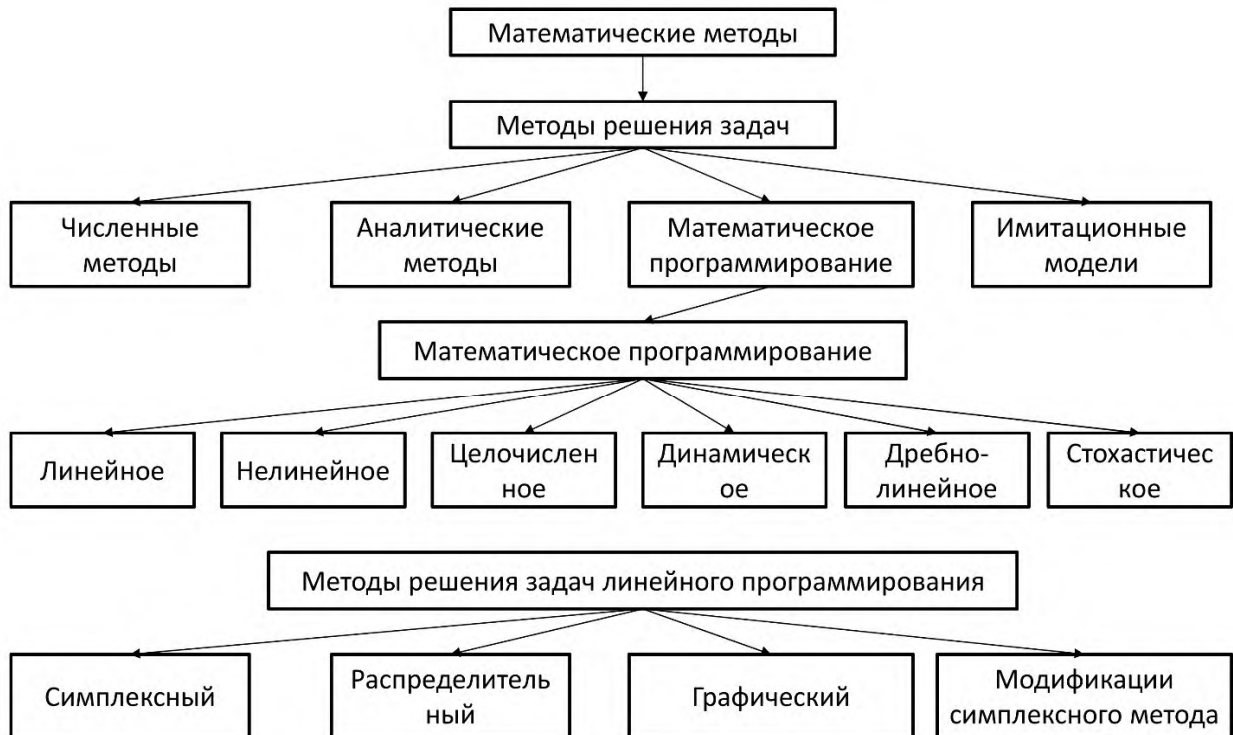 Математические методы
Методы решения задач
Численные
методы
Аналитические
методы
Математическое
программирование
Имитационные
модели
Математическое программирование
Линейное
Нелинейное
Целочислен
ное
Динамическ
ое
Дребно-
линейное
Стохастичес
кое
Методы решения задач линейного программирования
Симплексный
Распределитель
ный
Графический
Модификации
симплексного метода